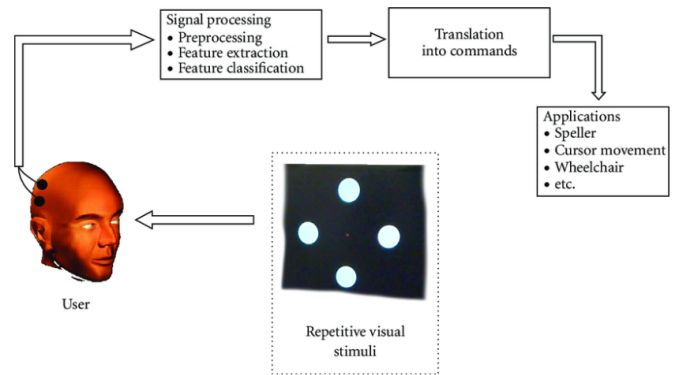 Signal processing
• Preprocessing
• Feature extraction
• Feature classification
Translation
into commands
Applications
• Speller
• Cursor movement
• Wheelchair
• etc.
User
Repetitive visual
stimuli